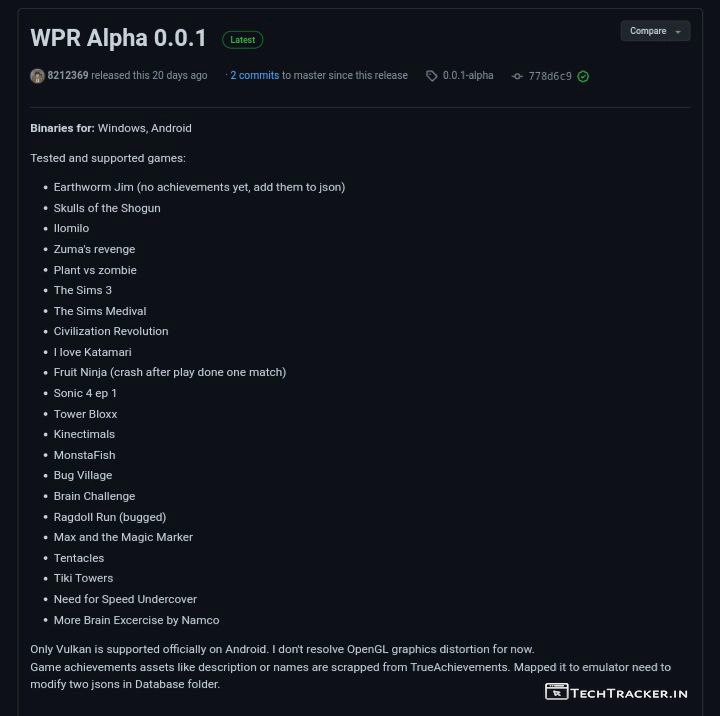 WPR Alpha 0.0.1 Latest Compare
8212369 released this 20 days ago · 2 commits to master since this release 0.0.1-alpha 778d6c9
Binaries for: Windows, Android
Tested and supported games:
• Earthworm Jim (no achievements yet, add them to json)
• Skulls of the Shogun
• Ilomilo
• Zuma's revenge
• Plant vs zombie
• The Sims 3
• The Sims Medival
• Civilization Revolution
• I love Katamari
• Fruit Ninja (crash after play done one match)
• Sonic 4 ep 1
• Tower Bloxx
• Kinectimals
• MonstaFish
• Bug Village
• Brain Challenge
• Ragdoll Run (bugged)
• Max and the Magic Marker
• Tentacles
• Tiki Towers
• Need for Speed Undercover
• More Brain Excercise by Namco
Only Vulkan is supported officially on Android. I don't resolve OpenGL graphics distortion for now.
Game achievements assets like description or names are scrapped from TrueAchievements. Mapped it to emulator need to
modify two jsons in Database folder.
TECHTRACKER.IN